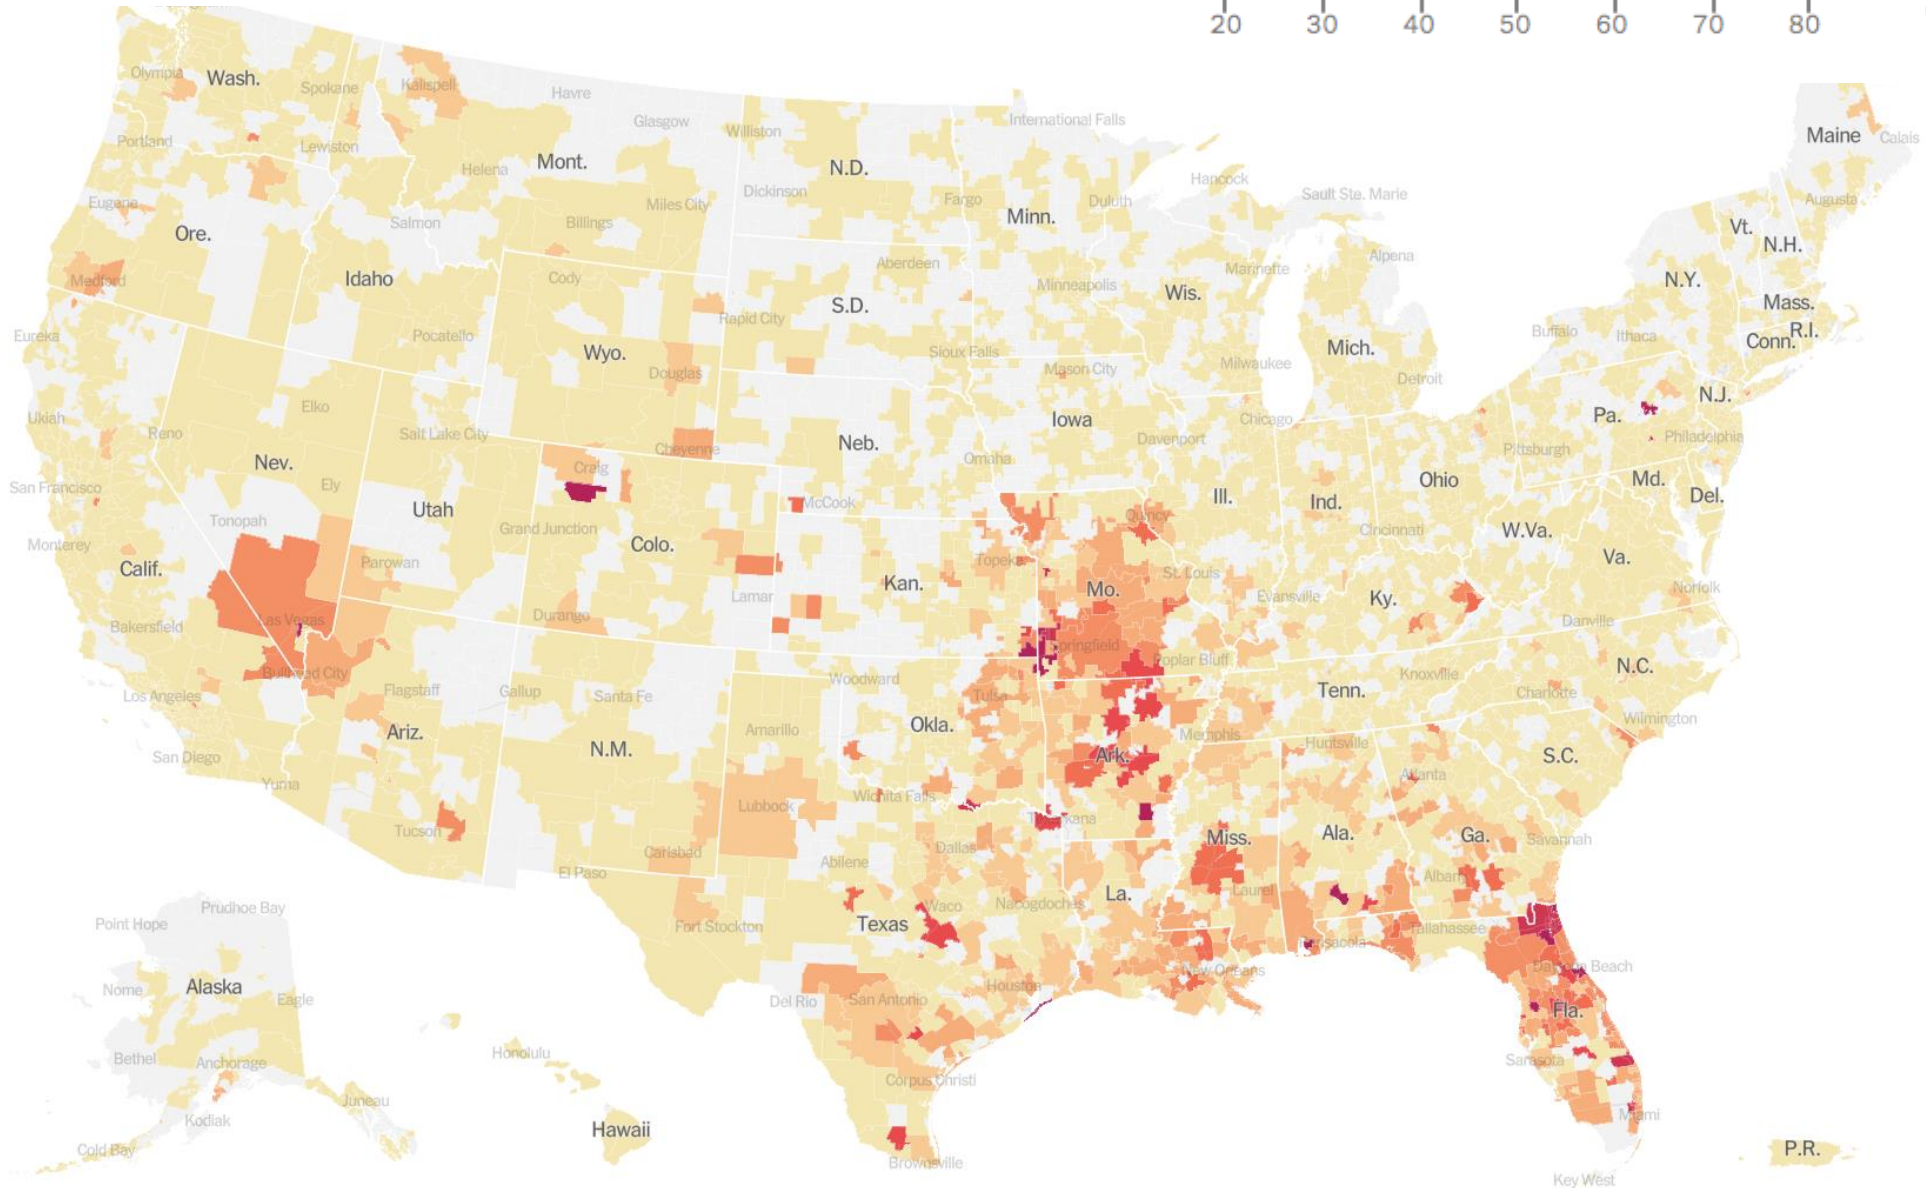 20 30 40 50 60 70 80
Olympia
Wash.
Spokane
Kalispell
Havre
Glasgow
Williston
International Falls
Maine
Calais
Portland
Lewiston
Helena
Mont.
Dickinson
N.D.
Fargo
Minn.
Duluth
Hancock
Sault Ste. Marie
Augusta
Eugene
Ore.
Salmon
Billings
Miles City
Vt.
N.H.
Medford
Idaho
Cody
Aberdeen
Minneapolis
Wis.
Marinette
Alpena
N.Y.
Mass.
Eureka
Pocatello
Wyo.
Rapid City
S.D.
Sioux Falls
Milwaukee
Mich.
Buffalo
Ithaca
Conn.
R.I.
Douglas
Mason City
Detroit
N.J.
Ukiah
Reno
Elko
Salt Lake City
Cheyenne
Neb.
Iowa
Davenport
Chicago
Pa.
Pittsburgh
Philadelphia
Nev.
Ely
Craig
Omaha
San Francisco
Utah
McCook
Quincy
Ill.
Ind.
Ohio
Md.
Del.
Tonopah
Grand Junction
Colo.
Cincinnati
W.Va.
Monterey
Calif.
Parowan
Lamar
Kan.
Topeka
Mo.
St. Louis
Evansville
Ky.
Va.
Norfolk
Bakersfield
Las Vegas
Durango
Springfield
Danville
Los Angeles
Bullhead City
Flagstaff
Gallup
Santa Fe
Woodward
Tulsa
Poplar Bluff
Tenn.
Knoxville
Charlotte
N.C.
Wilmington
San Diego
Ariz.
N.M.
Amarillo
Okla.
Ark.
Memphis
Huntsville
Atlanta
S.C.
Yuma
Tucson
Lubbock
Wichita Falls
Miss.
Ala.
Ga.
Savannah
Carlsbad
El Paso
Abilene
Dallas
La.
Laurel
Albany
Prudhoe Bay
Point Hope
Fort Stockton
Texas
Waco
Nacogdoches
Pensacola
Tallahassee
Alaska
Nome
Eagle
Del Rio
San Antonio
Houston
New Orleans
Daytona Beach
Fla.
Bethel
Anchorage
Honolulu
Corpus Christi
Sarasota
Kodiak
Juneau
Hawaii
Miami
Cold Bay
Brownsville
P.R.
Key West